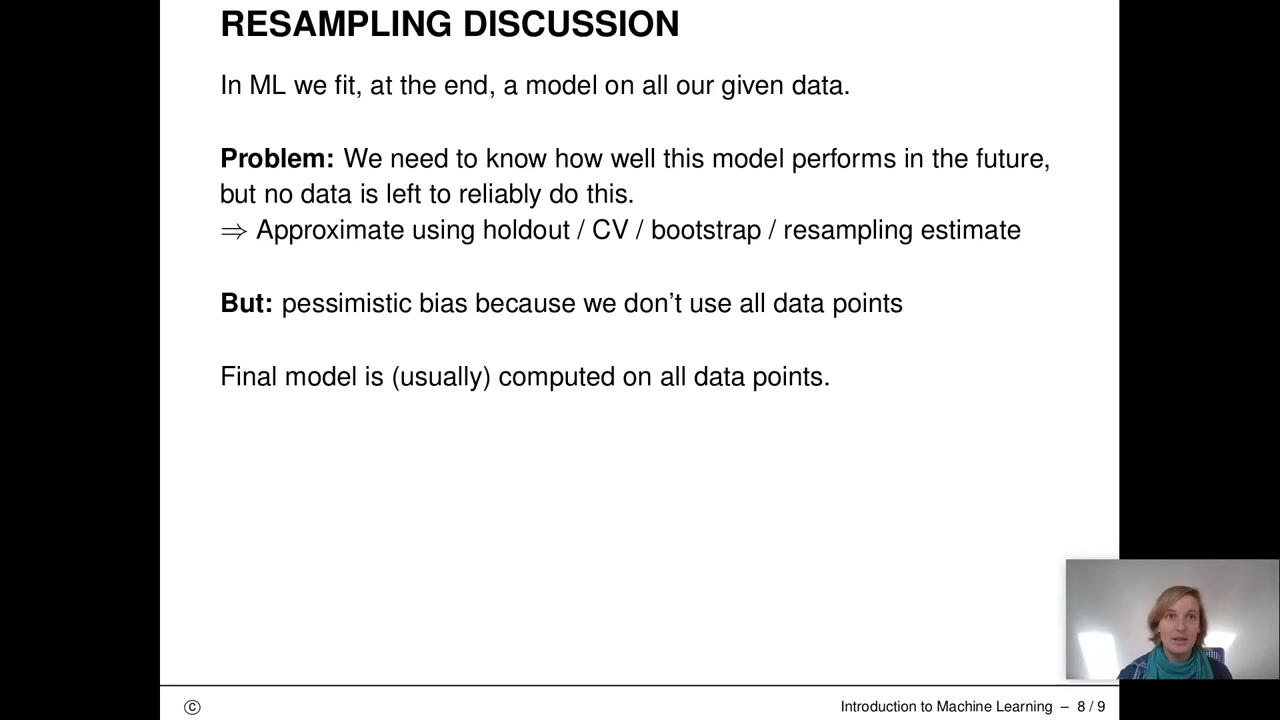 RESAMPLING DISCUSSION
In ML we fit, at the end, a model on all our given data.
Problem: We need to know how well this model performs in the future,
but no data is left to reliably do this.
⇒ Approximate using holdout / CV / bootstrap / resampling estimate
But: pessimistic bias because we don't use all data points
Final model is (usually) computed on all data points.
© Introduction to Machine Learning – 8 / 9